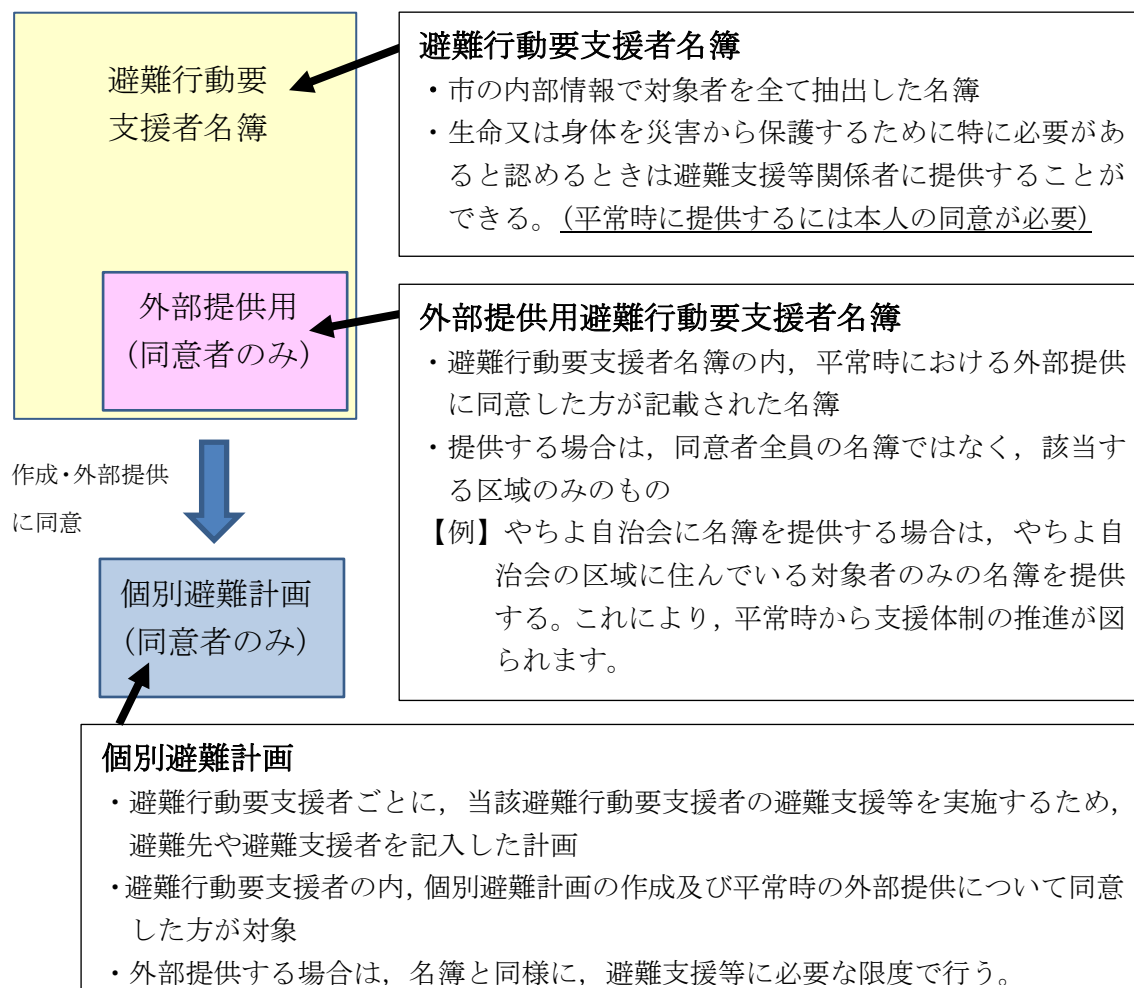 避難行動要
支援者名簿
避難行動要支援者名簿
・市の内部情報で対象者を全て抽出した名簿
・生命又は身体を災害から保護するために特に必要があ
ると認めるときは避難支援等関係者に提供することが
できる。(平常時に提供するには本人の同意が必要)
外部提供用
(同意者のみ)
外部提供用避難行動要支援者名簿
・避難行動要支援者名簿の内,平常時における外部提供
に同意した方が記載された名簿
・提供する場合は,同意者全員の名簿ではなく,該当す
る区域のみのもの
【例】やちよ自治会に名簿を提供する場合は,やちよ自
治会の区域に住んでいる対象者のみの名簿を提供
する。これにより,平常時から支援体制の推進が図
られます。
作成・外部提供
に同意
個別避難計画
(同意者のみ)
個別避難計画
・避難行動要支援者ごとに,当該避難行動要支援者の避難支援等を実施するため,
避難先や避難支援者を記入した計画
・避難行動要支援者の内,個別避難計画の作成及び平常時の外部提供について同意
した方が対象
・外部提供する場合は,名簿と同様に,避難支援等に必要な限度で行う。